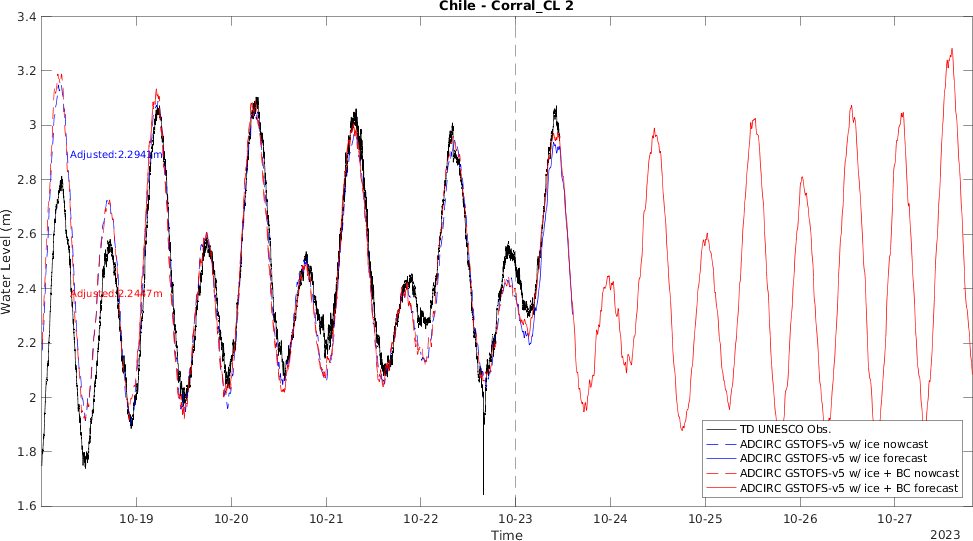 Chile - Corral_CL 2
3.4
3.2
3
2.8
2.6
2.4
2.2
2
1.8
1.6
Water Level (m)
Adjusted:2.2941m
Adjusted:2.2447m
TD UNESCO Obs.
ADCIRC GSTOFS-v5 w/ ice nowcast
ADCIRC GSTOFS-v5 w/ ice forecast
ADCIRC GSTOFS-v5 w/ ice + BC nowcast
ADCIRC GSTOFS-v5 w/ ice + BC forecast
10-19 10-20 10-21 10-22 10-23 10-24 10-25 10-26 10-27
Time
2023